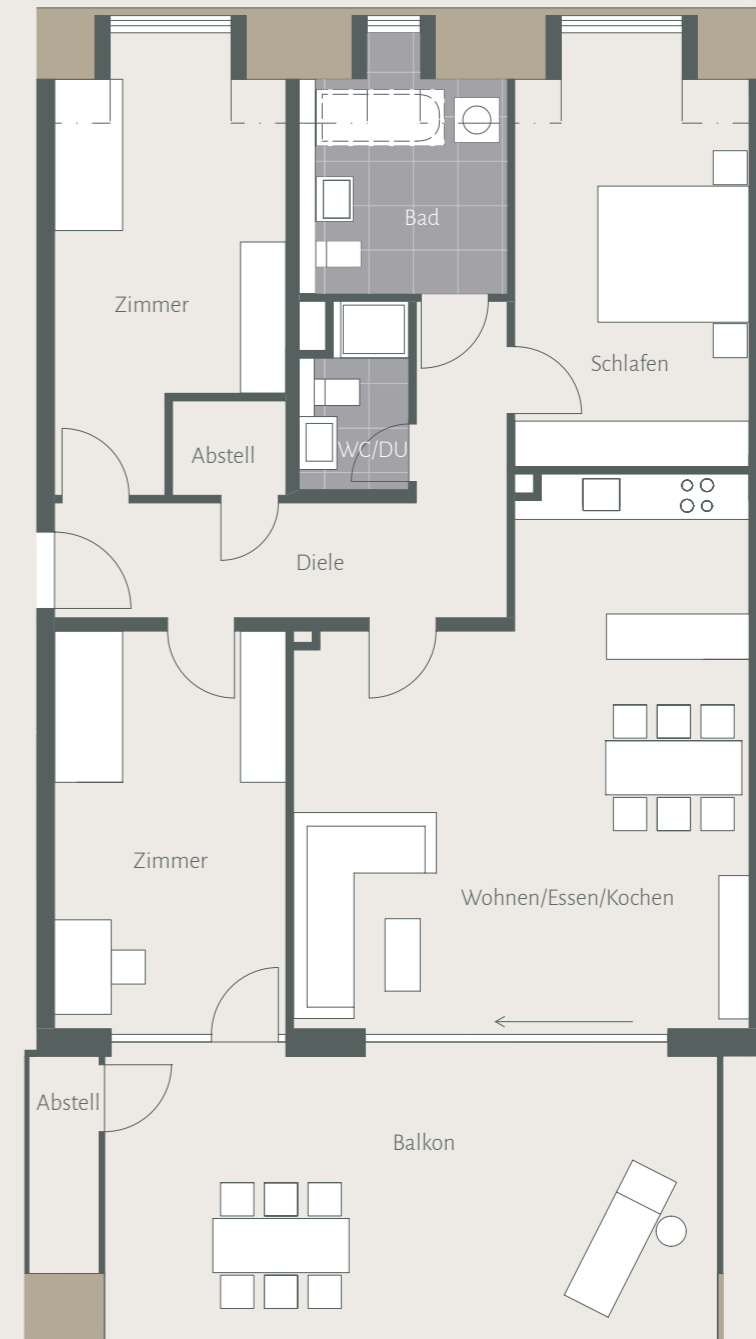 Bad
Zimmer
Schlafen
Abstell
WC/DU
Diele
Zimmer
Wohnen/Essen/Kochen
Abstell
Balkon